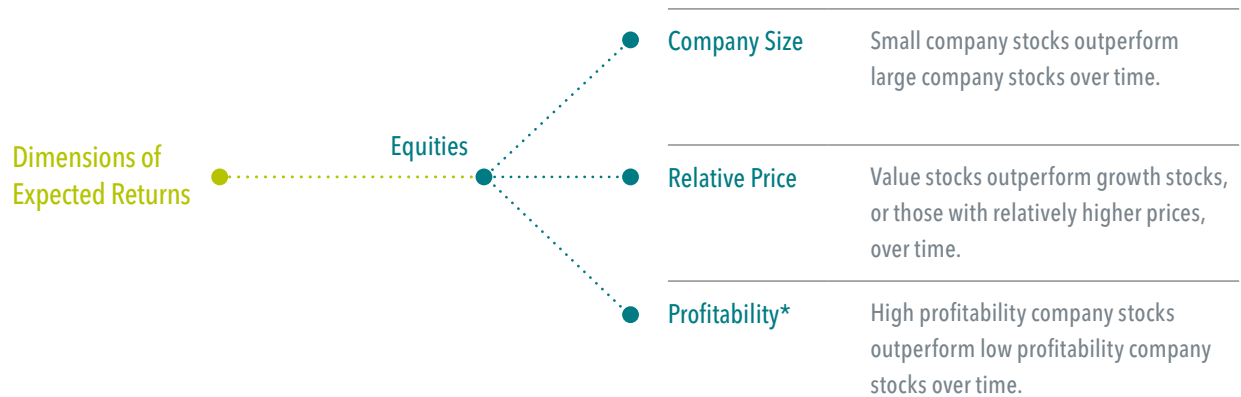 Dimensions of
Expected Returns
Equities
Company Size
Small company stocks outperform
large company stocks over time.
Relative Price
Value stocks outperform growth stocks,
or those with relatively higher prices,
over time.
Profitability*
High profitability company stocks
outperform low profitability company
stocks over time.